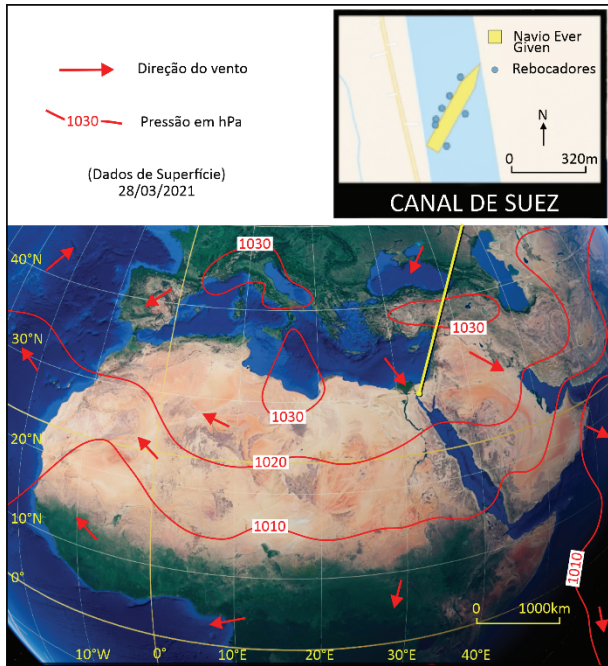 Direção do vento
1030
Pressão em hPa
(Dados de Superfície)
28/03/2021
Navio Ever
Given
Rebocadores
N
0
320m
CANAL DE SUEZ
40°N
30°N
20°N
10°N
0°
1030
1030
1030
1020
1010
1010
0
1000km
10°W
0°
10°E
20°E
30°E
40°E